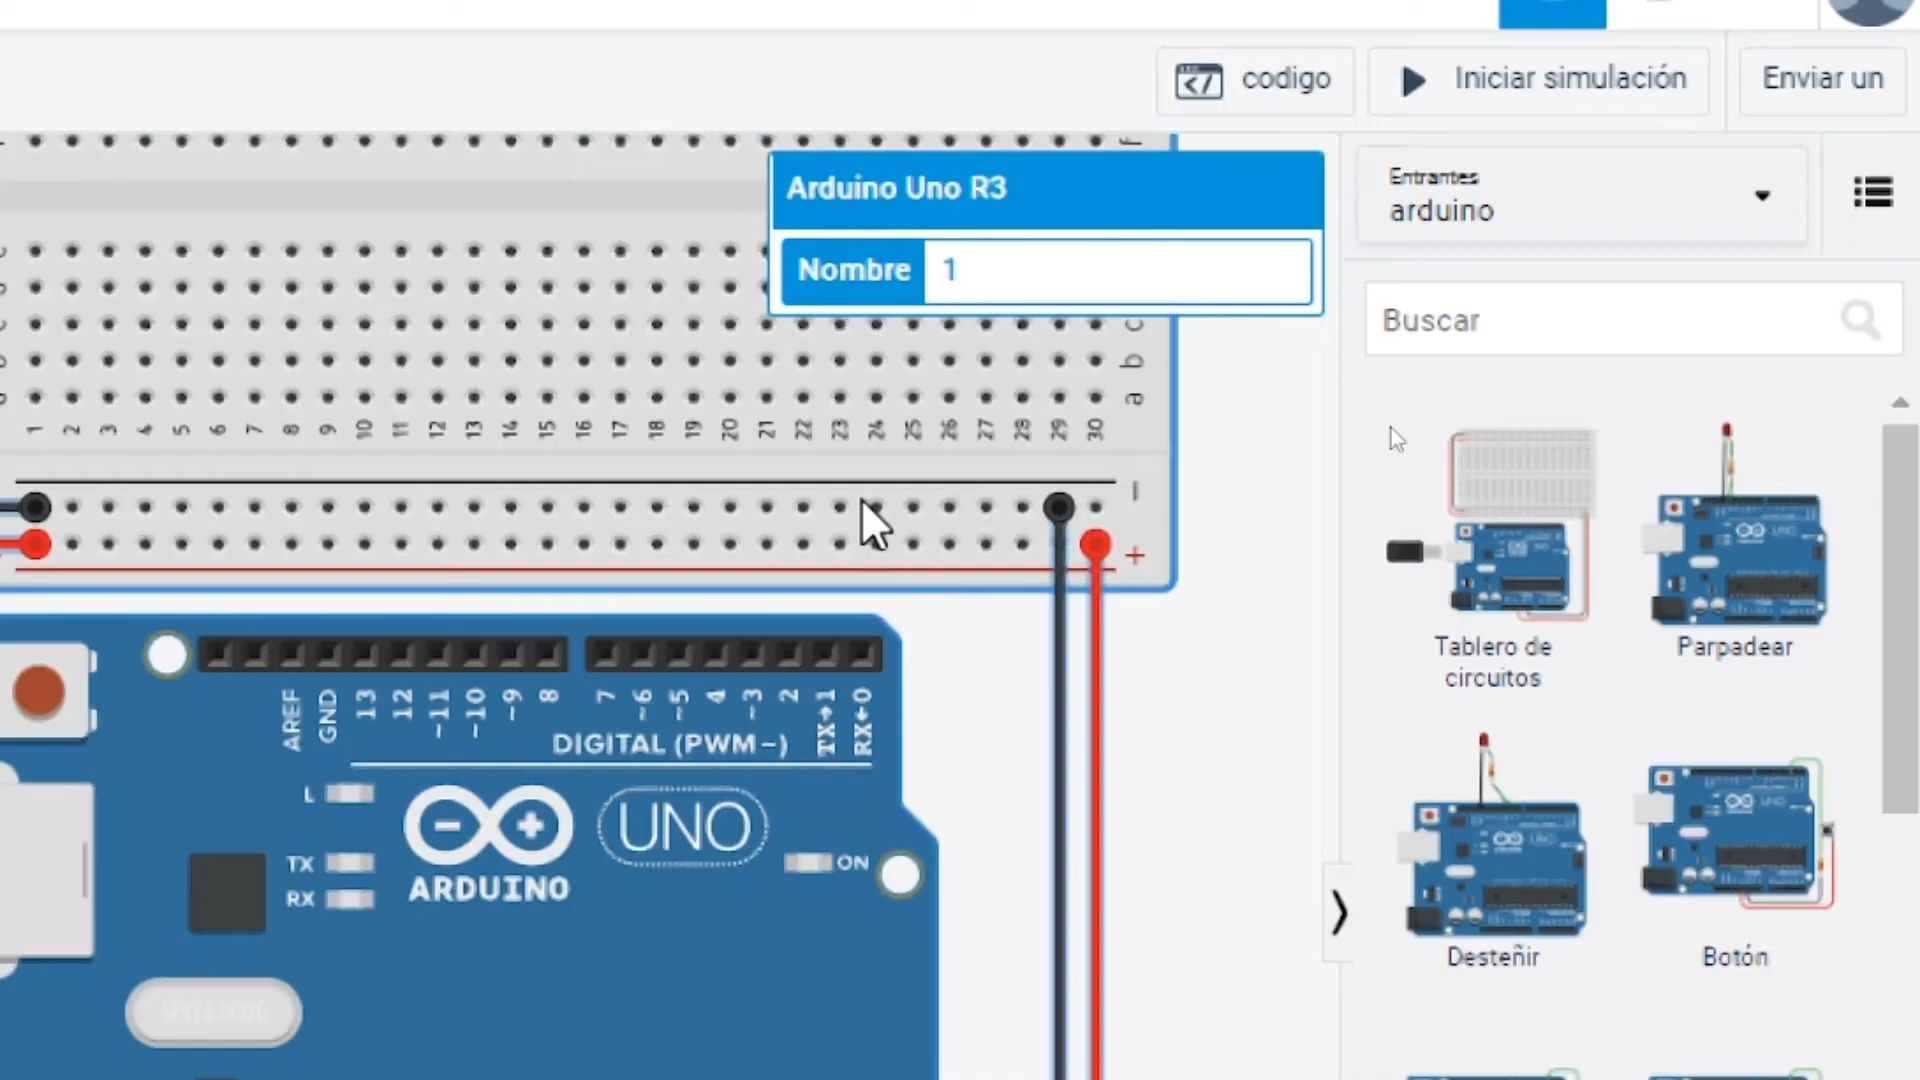 codigo
Iniciar simulación
Enviar un
Arduino Uno R3
Nombre 1
Entrantes
arduino
Buscar
f
c
b
a
1 2 3 4 5 6 7 8 9 10 11 12 13 14 15 16 17 18 19 20 21 22 23 24 25 26 27 28 29 30
-
+
AREF GND 13 12 ~11 ~10 ~9 8 7 ~6 ~5 4 ~3 2 TX→1 RX←0
DIGITAL (PWM~)
L
TX
RX
UNO
ON
ARDUINO
Tablero de
circuitos
Parpadear
Desteñir
Botón